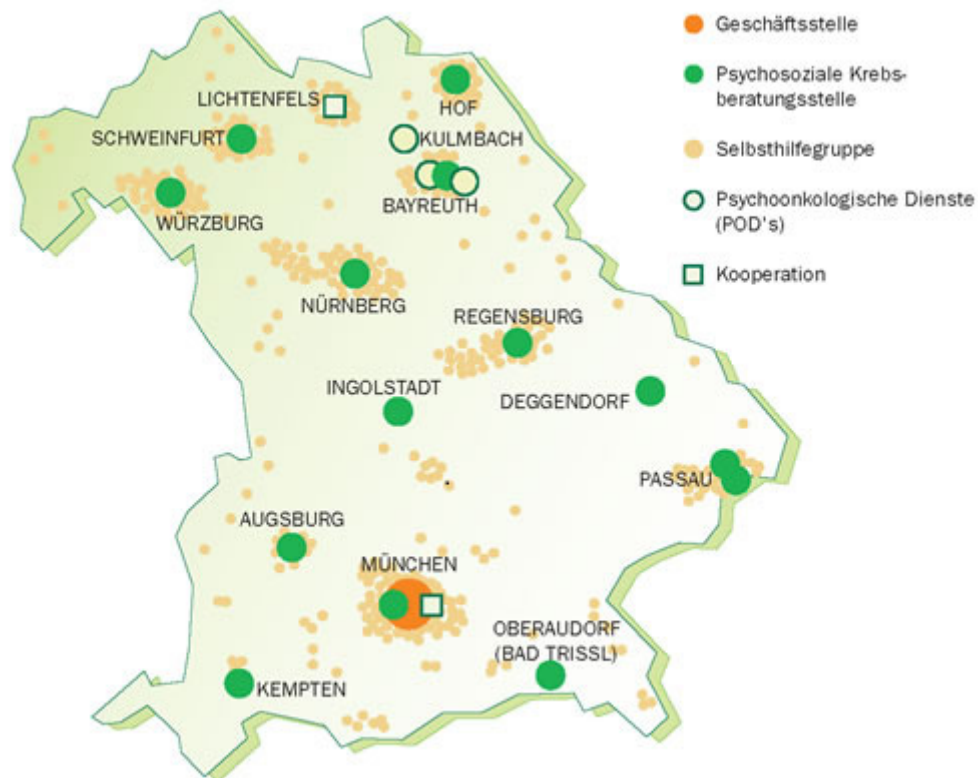 Geschäftsstelle
Psychosoziale Krebs-
beratungsstelle
Selbsthilfegruppe
Psychoonkologische Dienste
(POD's)
Kooperation
LICHTENFELS
HOF
SCHWEINFURT
KULMBACH
BAYREUTH
WÜRZBURG
NÜRNBERG
REGENSBURG
INGOLSTADT
DEGGENDORF
PASSAU
AUGSBURG
MÜNCHEN
OBERAUDORF
(BAD TRISSL)
KEMPTEN